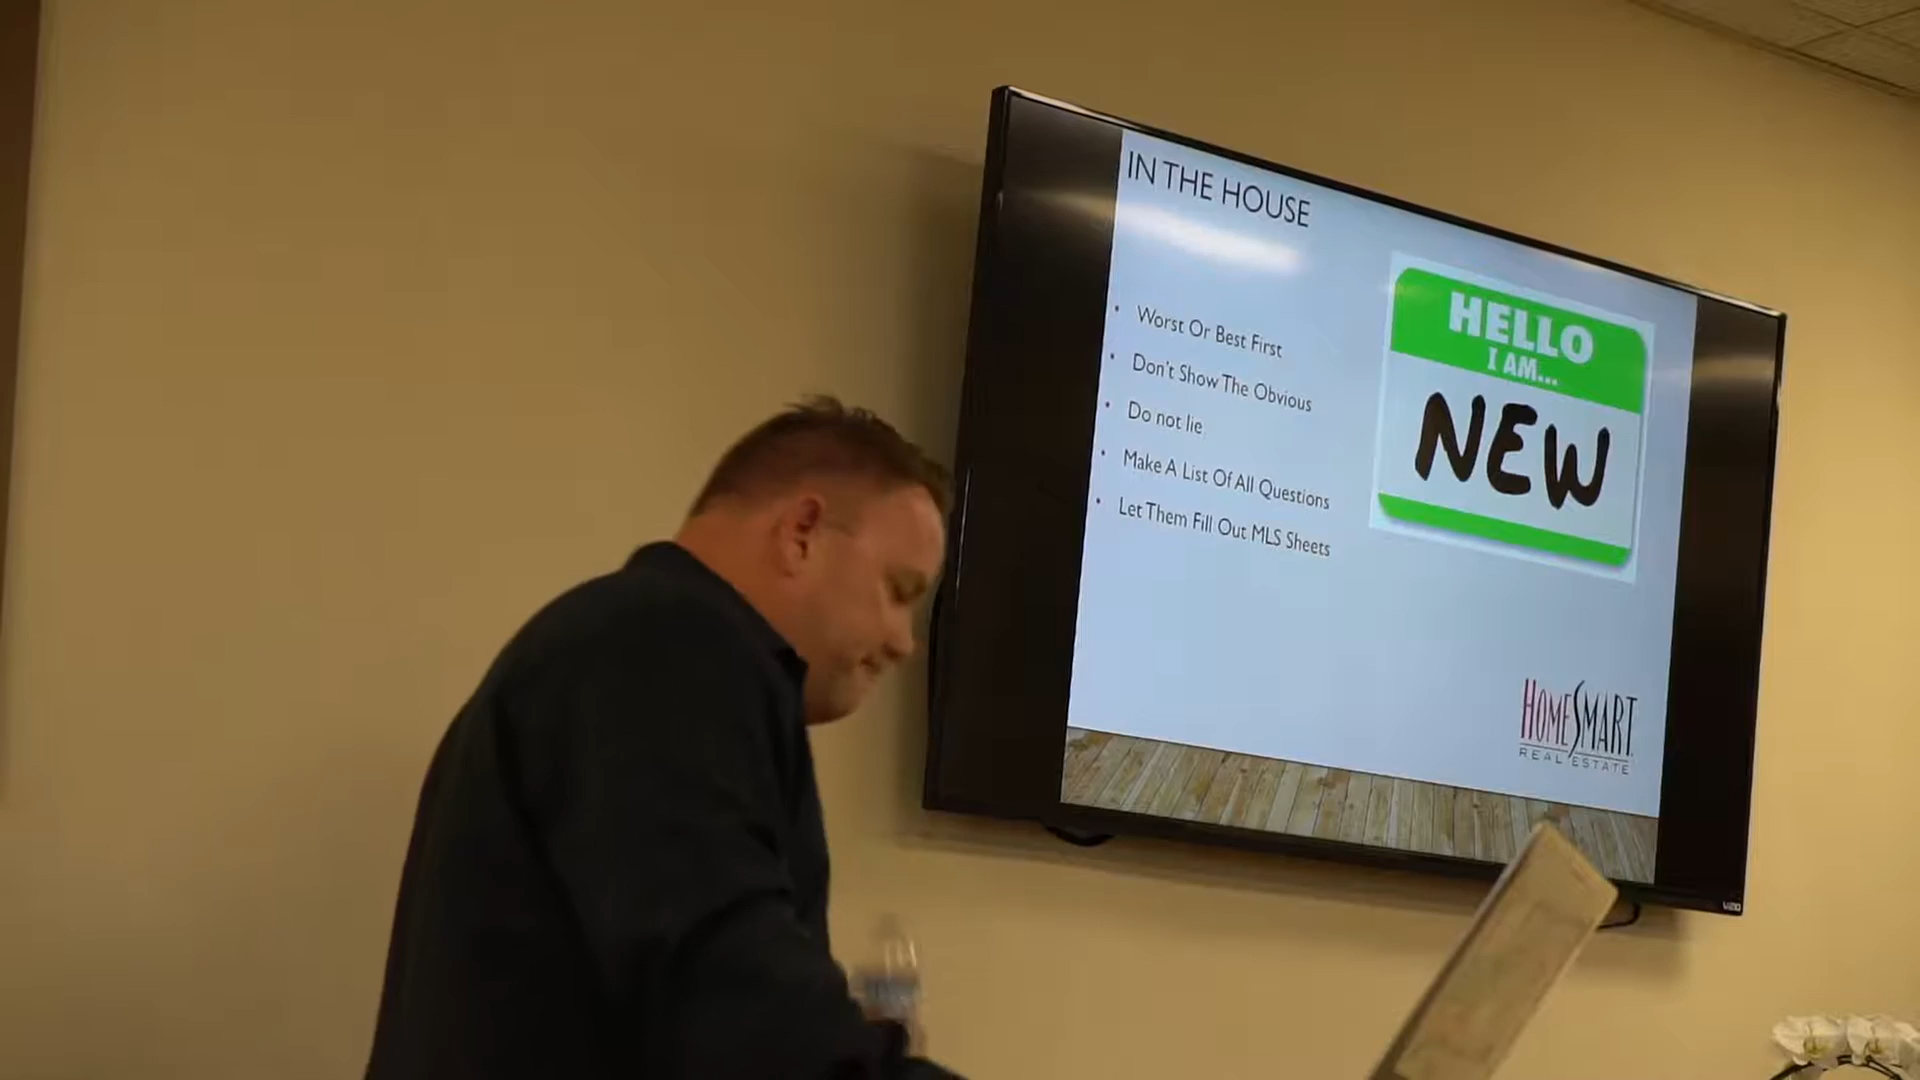 IN THE HOUSE
• Worst Or Best First
• Don't Show The Obvious
• Do not lie
• Make A List Of All Questions
• Let Them Fill Out MLS Sheets
HELLO
I AM...
NEW
HOMESMART
REAL ESTATE
VIZIO